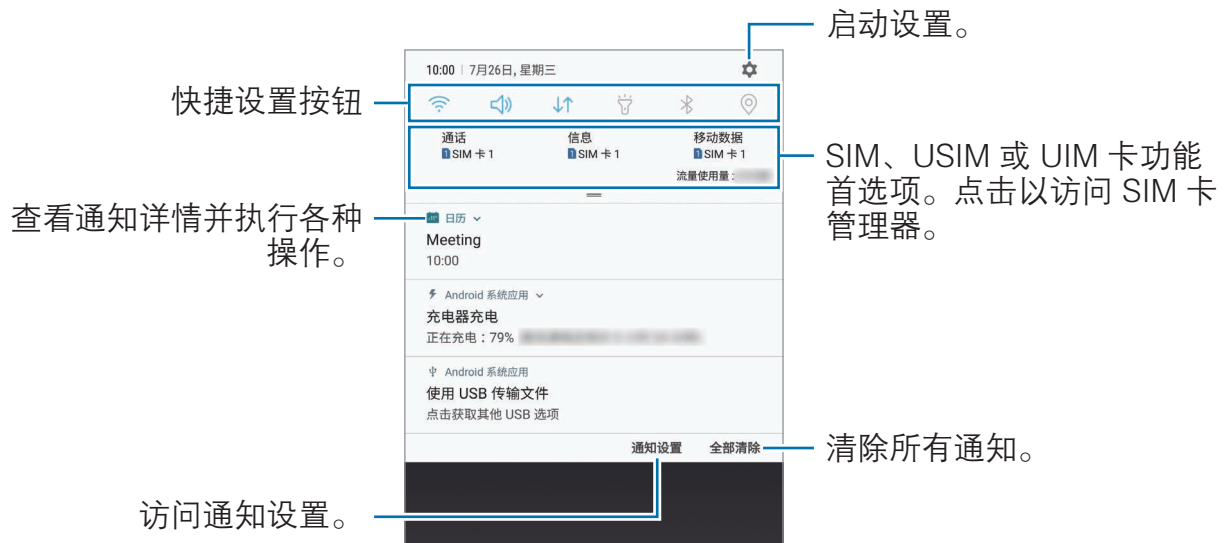 启动设置。
10:00 | 7月26日, 星期三
快捷设置按钮
通话 信息 移动数据
1 SIM 卡 1 1 SIM 卡 1 1 SIM 卡 1
流量使用量 :
SIM、USIM 或 UIM 卡功能
首选项。点击以访问 SIM 卡
管理器。
查看通知详情并执行各种
操作。
日历
Meeting
10:00
Android 系统应用
充电器充电
正在充电：79%
Android 系统应用
使用 USB 传输文件
点击获取其他 USB 选项
通知设置 全部清除
清除所有通知。
访问通知设置。